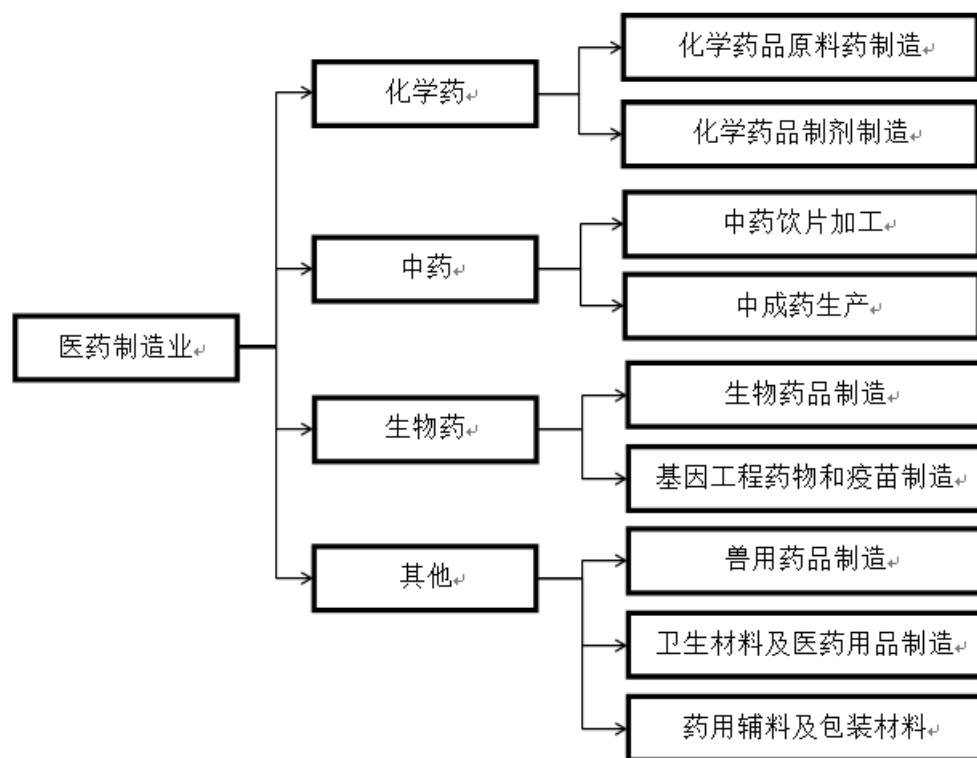 医药制造业
化学药
化学药品原料药制造
化学药品制剂制造
中药
中药饮片加工
中成药生产
生物药
生物药品制造
基因工程药物和疫苗制造
其他
兽用药品制造
卫生材料及医药用品制造
药用辅料及包装材料